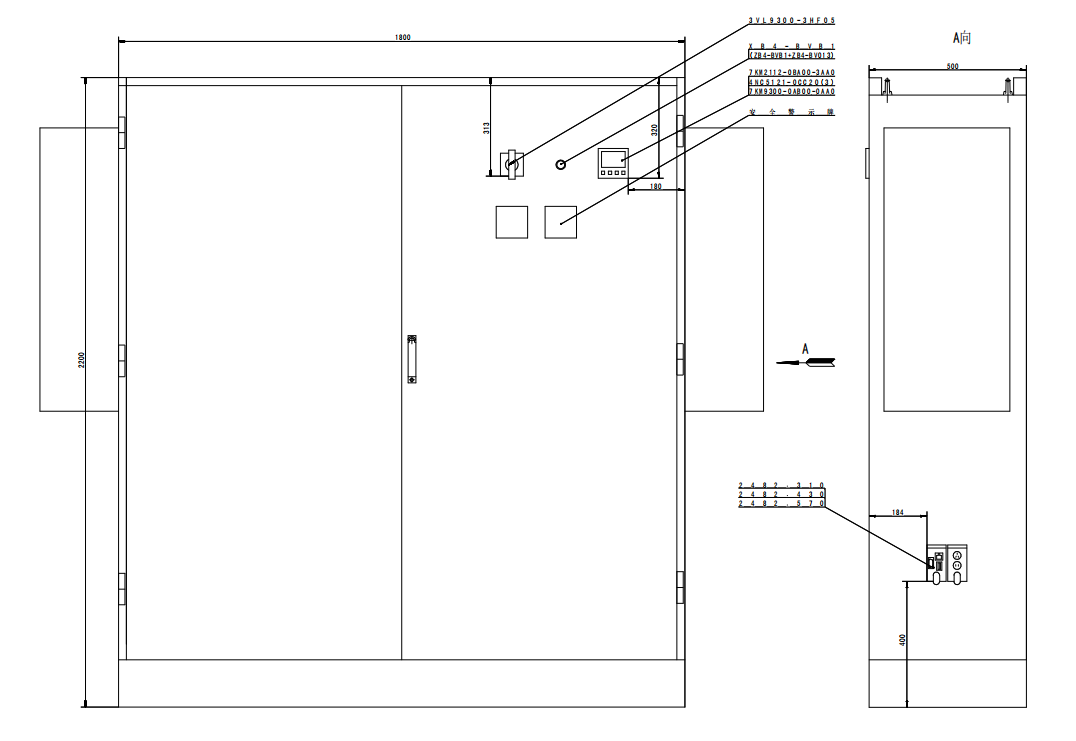 3VL9300-3HF05
A向
1800
XB4-BVB1
(ZB4-BVB1+ZB4-BV013)
500
7KM2112-0BA00-3AA0
4NC5121-0CC20(3)
7KM9300-0AB00-0AA0
安全警示牌
313
320
180
2200
A
2482.310
2482.430
2482.570
184
400